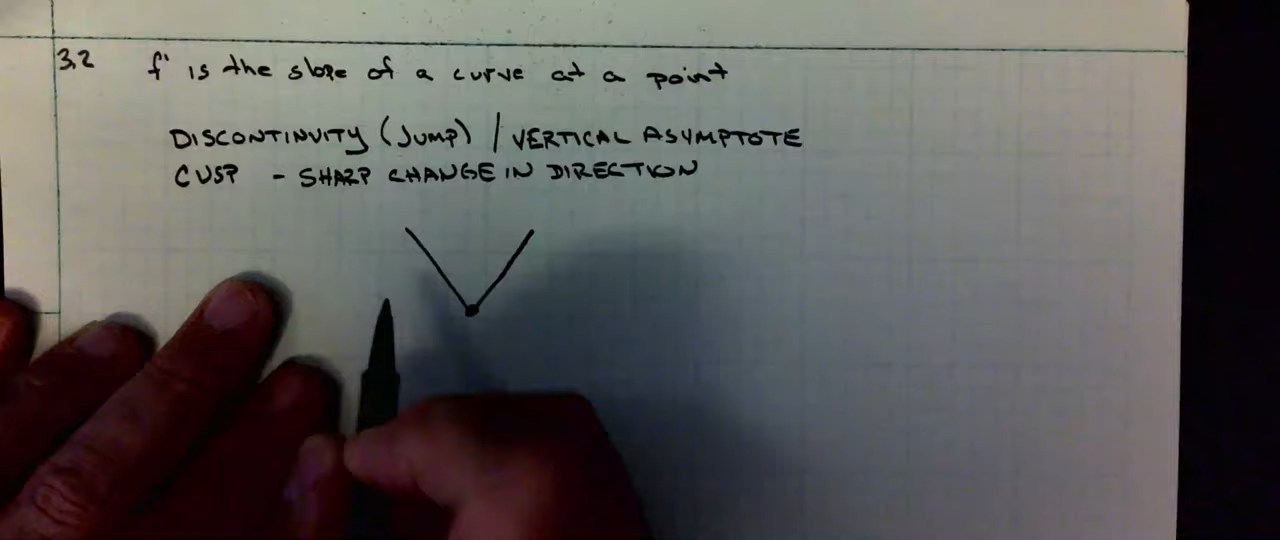 3.2 f' is the slope of a curve at a point
DISCONTINUITY (JUMP) / VERTICAL ASYMPTOTE
CUSP - SHARP CHANGE IN DIRECTION